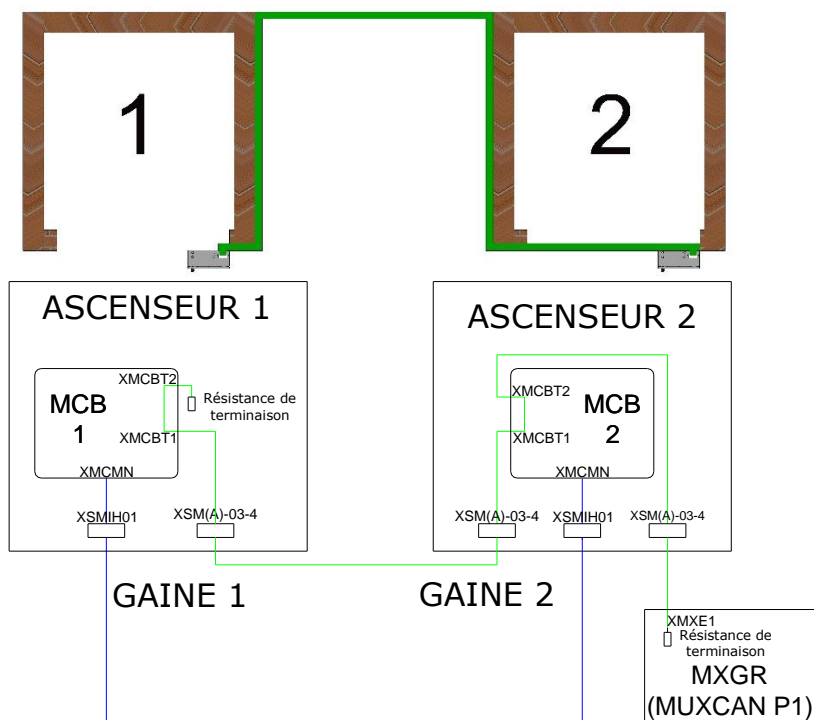 1
2
ASCENSEUR 1
XMCBT2
MCB
1
Résistance de
terminaison
XMCBT1
XMCMN
XSMIH01
XSM(A)-03-4
ASCENSEUR 2
XMCBT2
MCB
2
XMCBT1
XMCMN
XSM(A)-03-4
XSMIH01
XSM(A)-03-4
GAINE 1
GAINE 2
XMXE1
Résistance de
terminaison
MXGR
(MUXCAN P1)